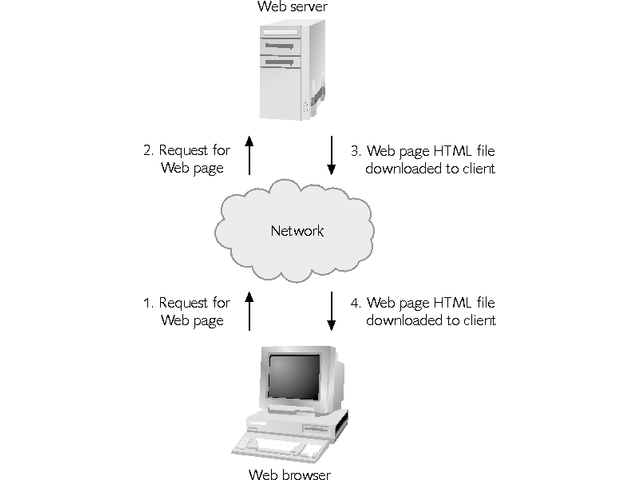 Web server
2. Request for
Web page
3. Web page HTML file
downloaded to client
Network
1. Request for
Web page
4. Web page HTML file
downloaded to client
Web browser